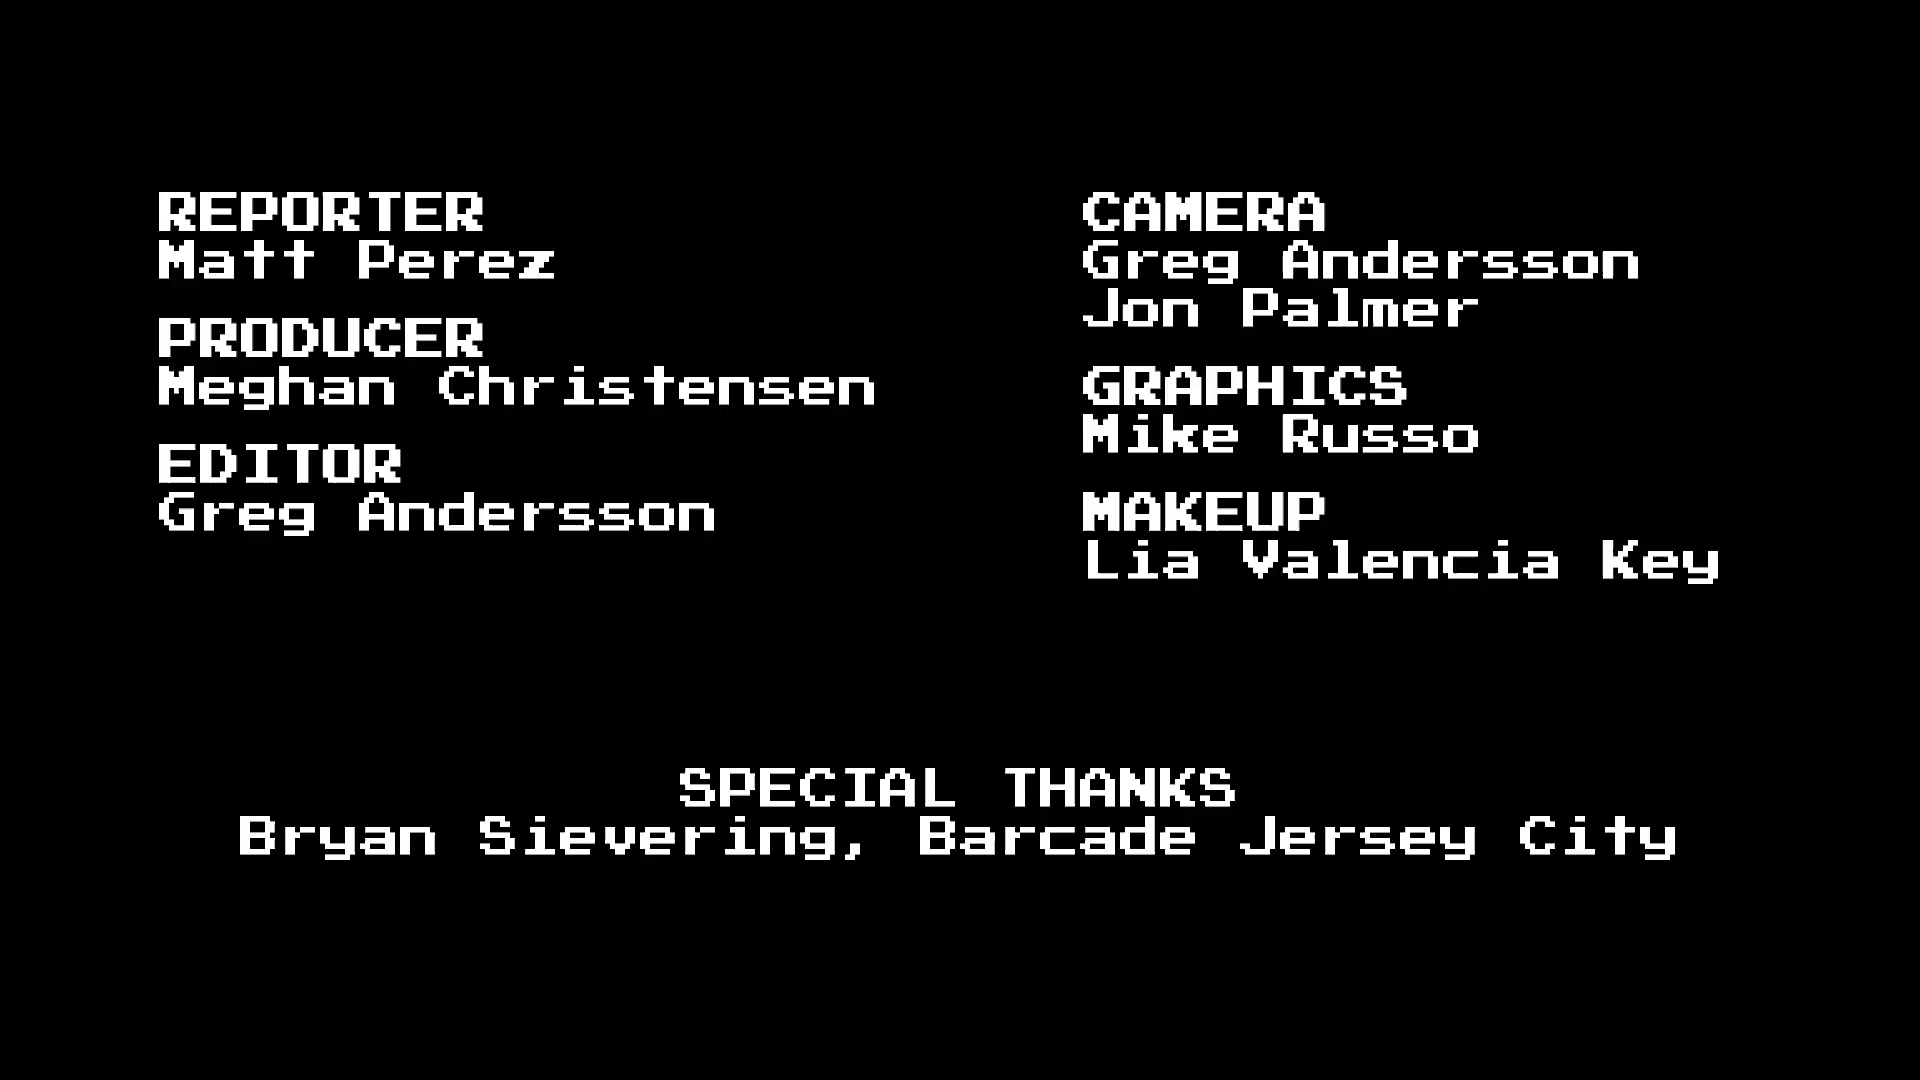 REPORTER
Matt Perez
PRODUCER
Meghan Christensen
EDITOR
Greg Andersson
CAMERA
Greg Andersson
Jon Palmer
GRAPHICS
Mike Russo
MAKEUP
Lia Valencia Key
SPECIAL THANKS
Bryan Sievering, Barcade Jersey City